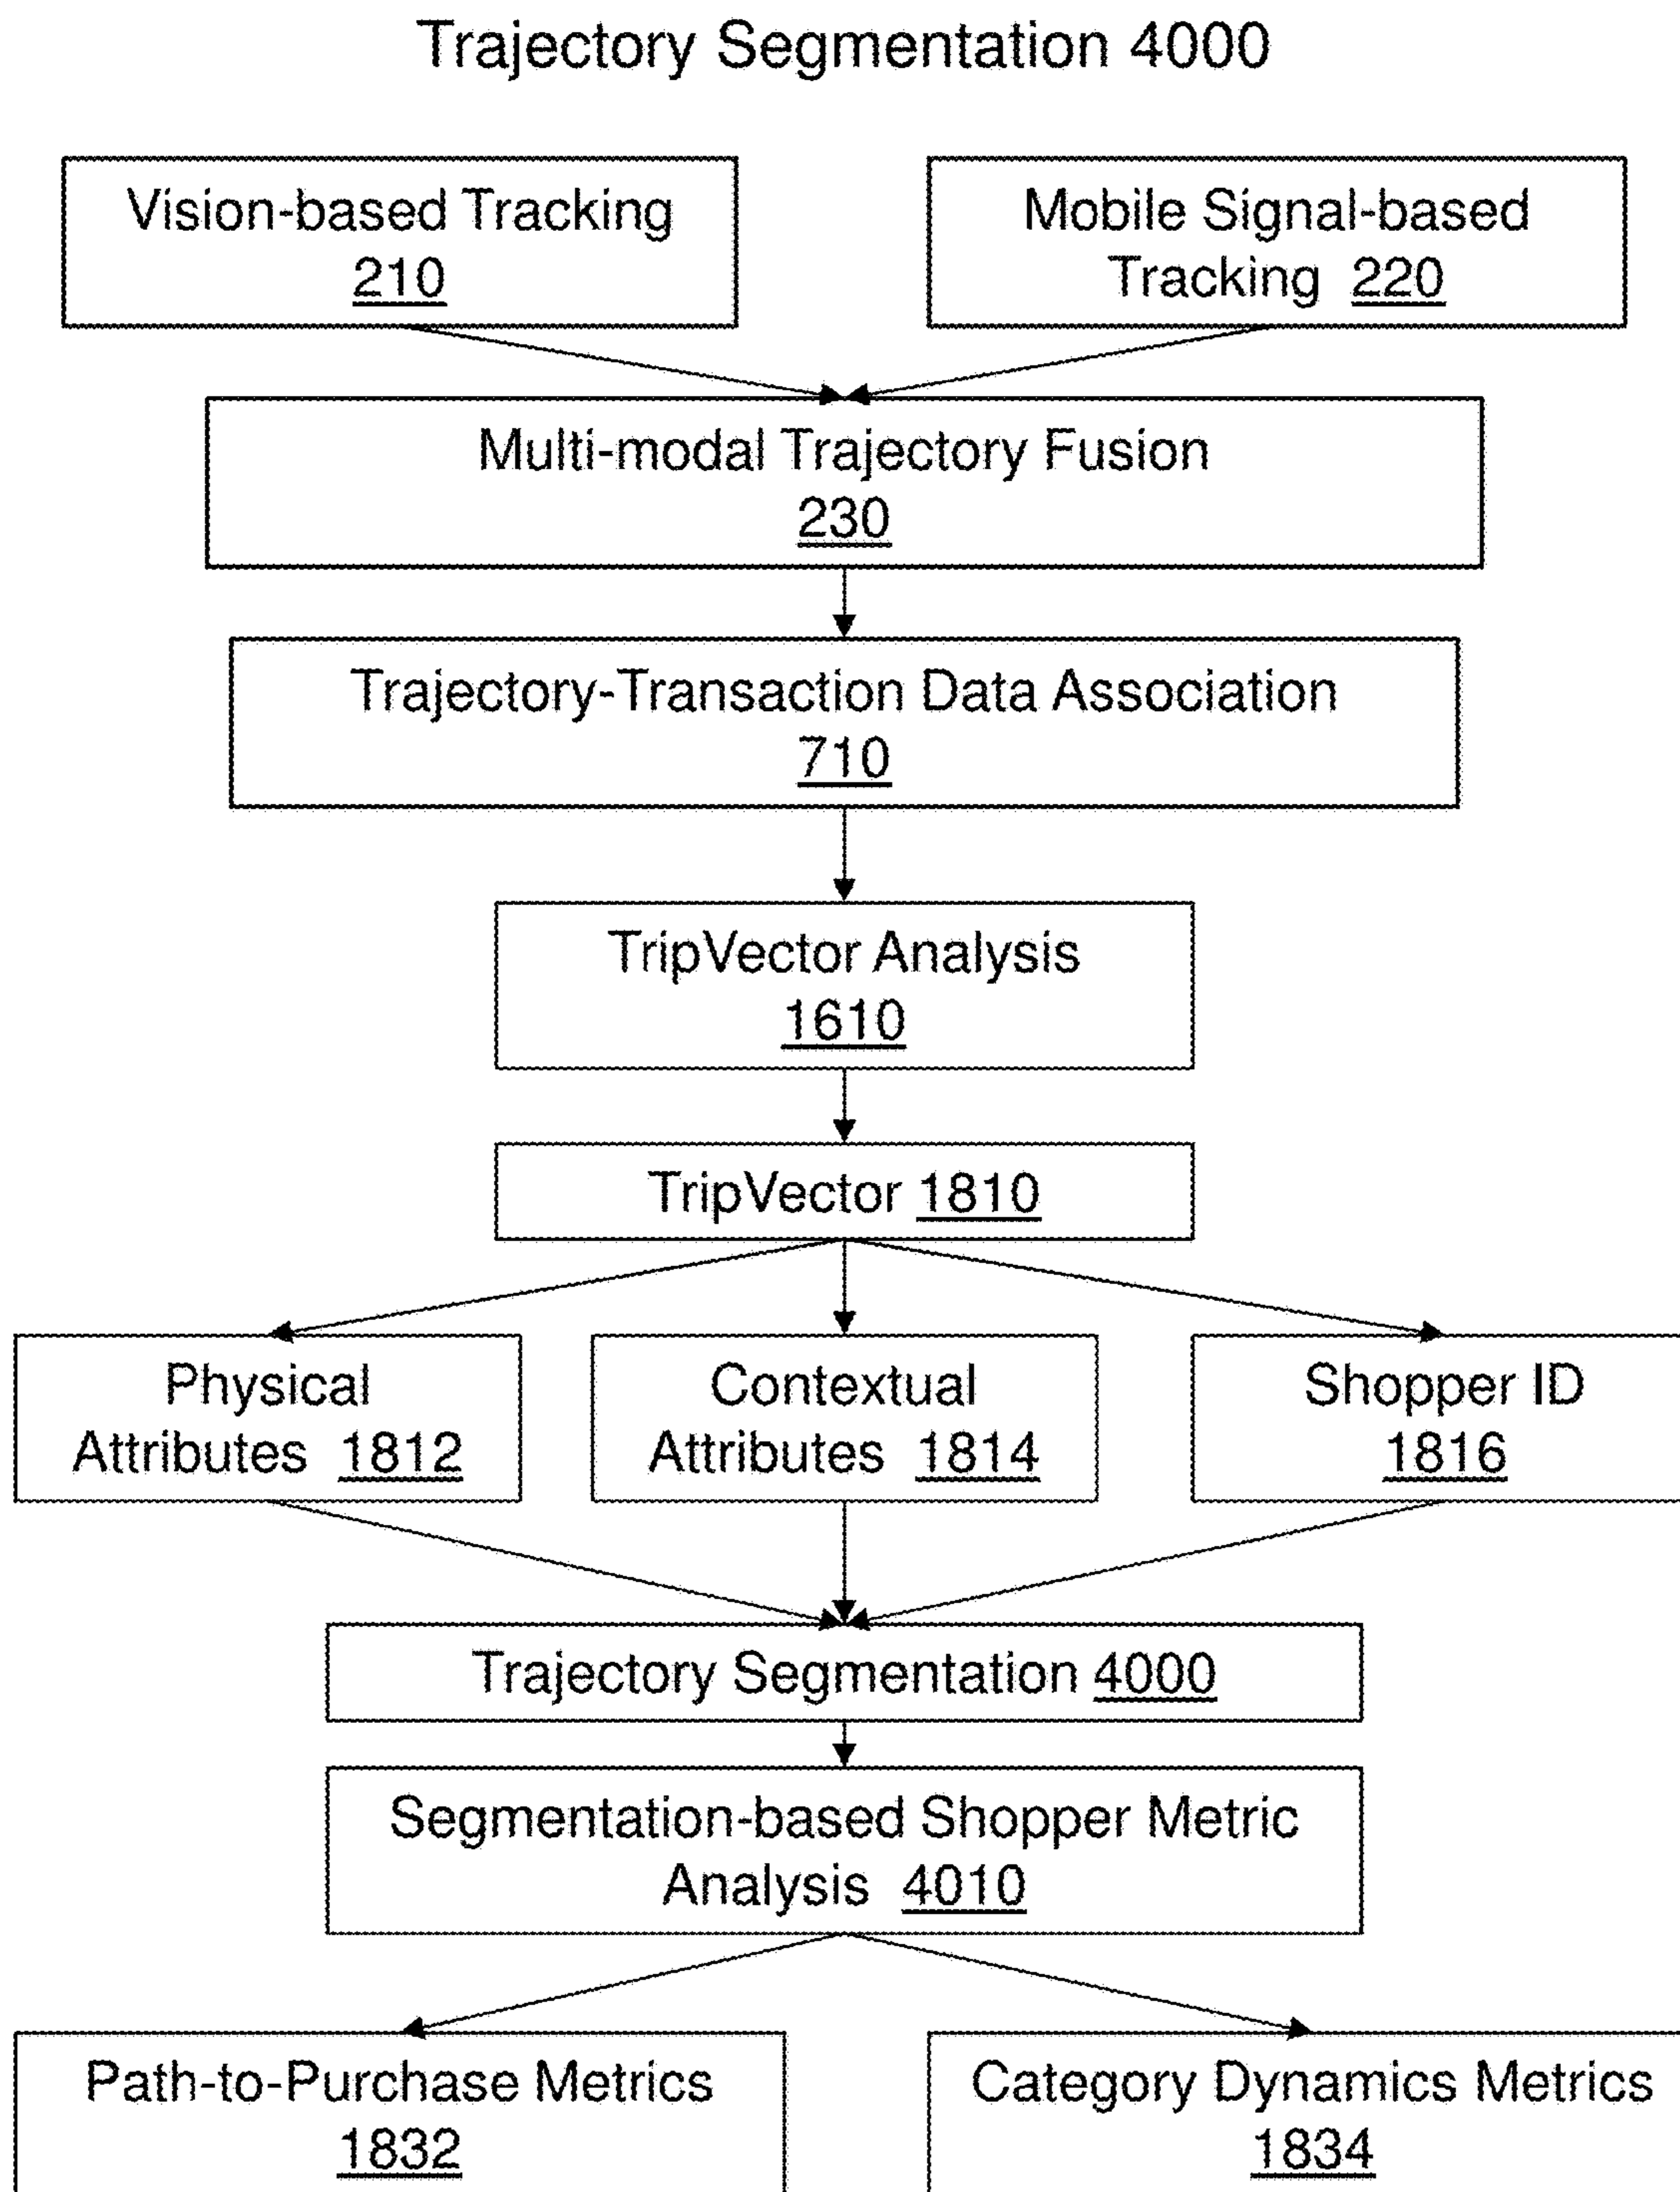 Trajectory Segmentation 4000
Vision-based Tracking
210
Mobile Signal-based
Tracking 220
Multi-modal Trajectory Fusion
230
Trajectory-Transaction Data Association
710
TripVector Analysis
1610
TripVector 1810
Physical
Attributes 1812
Contextual
Attributes 1814
Shopper ID
1816
Trajectory Segmentation 4000
Segmentation-based Shopper Metric
Analysis 4010
Path-to-Purchase Metrics
1832
Category Dynamics Metrics
1834